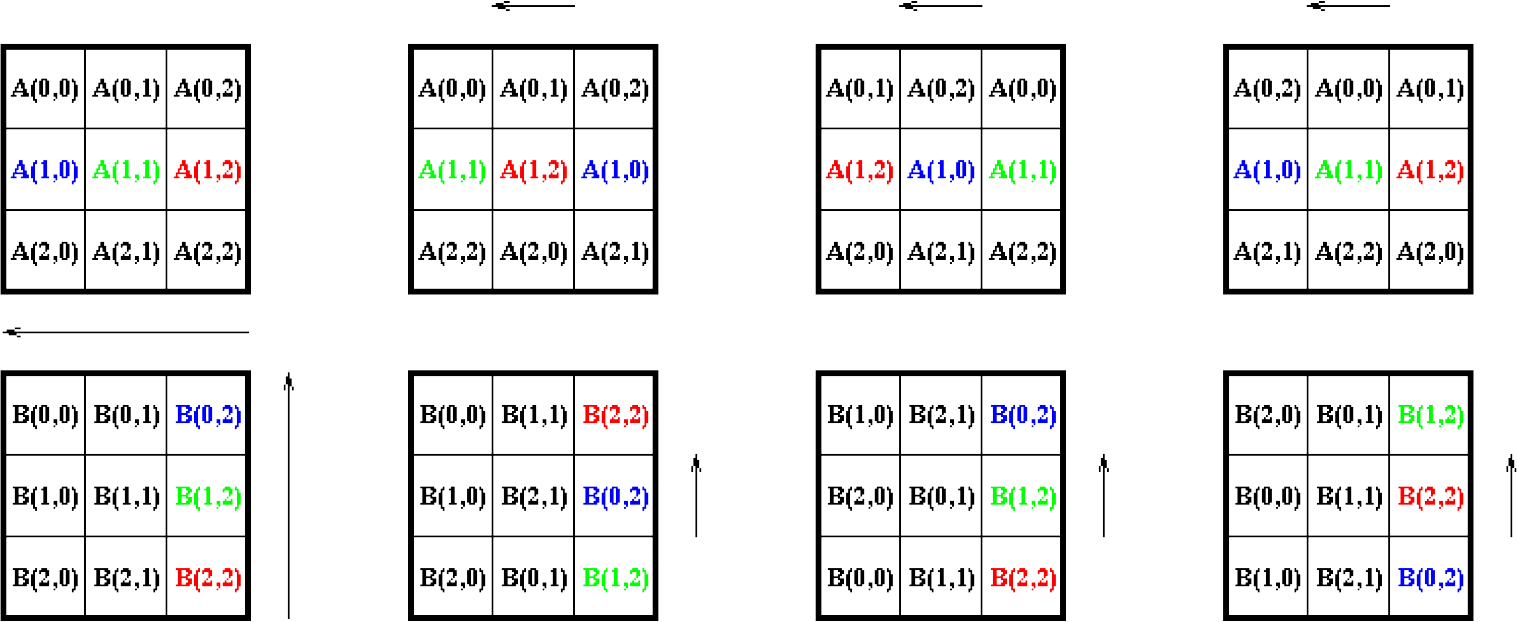 A(0,0) A(0,1) A(0,2) A(0,0) A(0,1) A(0,2) A(0,1) A(0,2) A(0,0) A(0,2) A(0,0) A(0,1)
A(1,0) A(1,1) A(1,2) A(1,1) A(1,2) A(1,0) A(1,2) A(1,0) A(1,1) A(1,0) A(1,1) A(1,2)
A(2,0) A(2,1) A(2,2) A(2,2) A(2,0) A(2,1) A(2,0) A(2,1) A(2,2) A(2,1) A(2,2) A(2,0)
B(0,0) B(0,1) B(0,2) B(0,0) B(1,1) B(2,2) B(1,0) B(2,1) B(0,2) B(2,0) B(0,1) B(1,2)
B(1,0) B(1,1) B(1,2) B(1,0) B(2,1) B(0,2) B(2,0) B(0,1) B(1,2) B(0,0) B(1,1) B(2,2)
B(2,0) B(2,1) B(2,2) B(2,0) B(0,1) B(1,2) B(0,0) B(1,1) B(2,2) B(1,0) B(2,1) B(0,2)